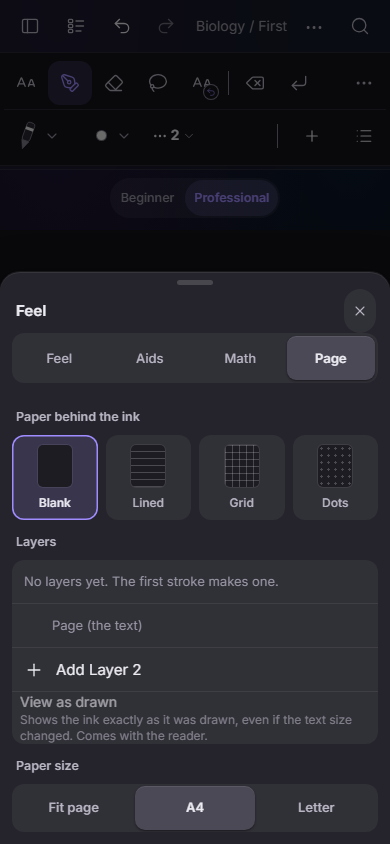 Biology / First
AA
AA
2
Beginner
Professional
Feel
Feel
Aids
Math
Page
Paper behind the ink
Blank
Lined
Grid
Dots
Layers
No layers yet. The first stroke makes one.
Page (the text)
+ Add Layer 2
View as drawn
Shows the ink exactly as it was drawn, even if the text size
changed. Comes with the reader.
Paper size
Fit page
A4
Letter